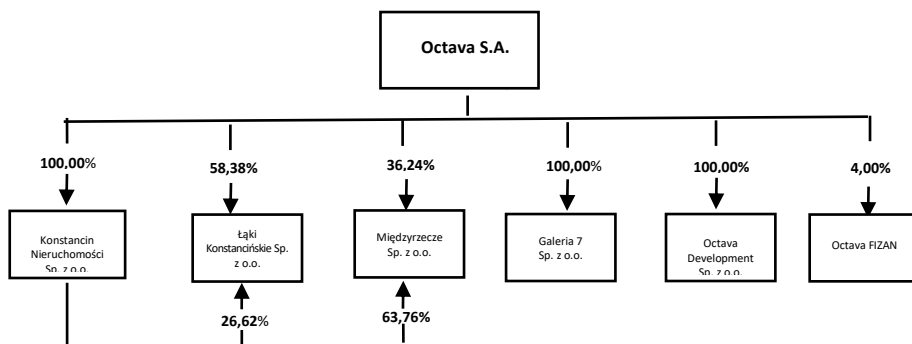 Octava S.A.
100,00%
58,38%
36,24%
100,00%
100,00%
4,00%
Konstancin
Nieruchomości
Sp. z o.o.
Łąki
Konstancińskie Sp.
z o.o.
Międzyrzecze
Sp. z o.o.
Galeria 7
Sp. z o.o.
Octava
Development
Sp. z o.o.
Octava FIZAN
26,62%
63,76%